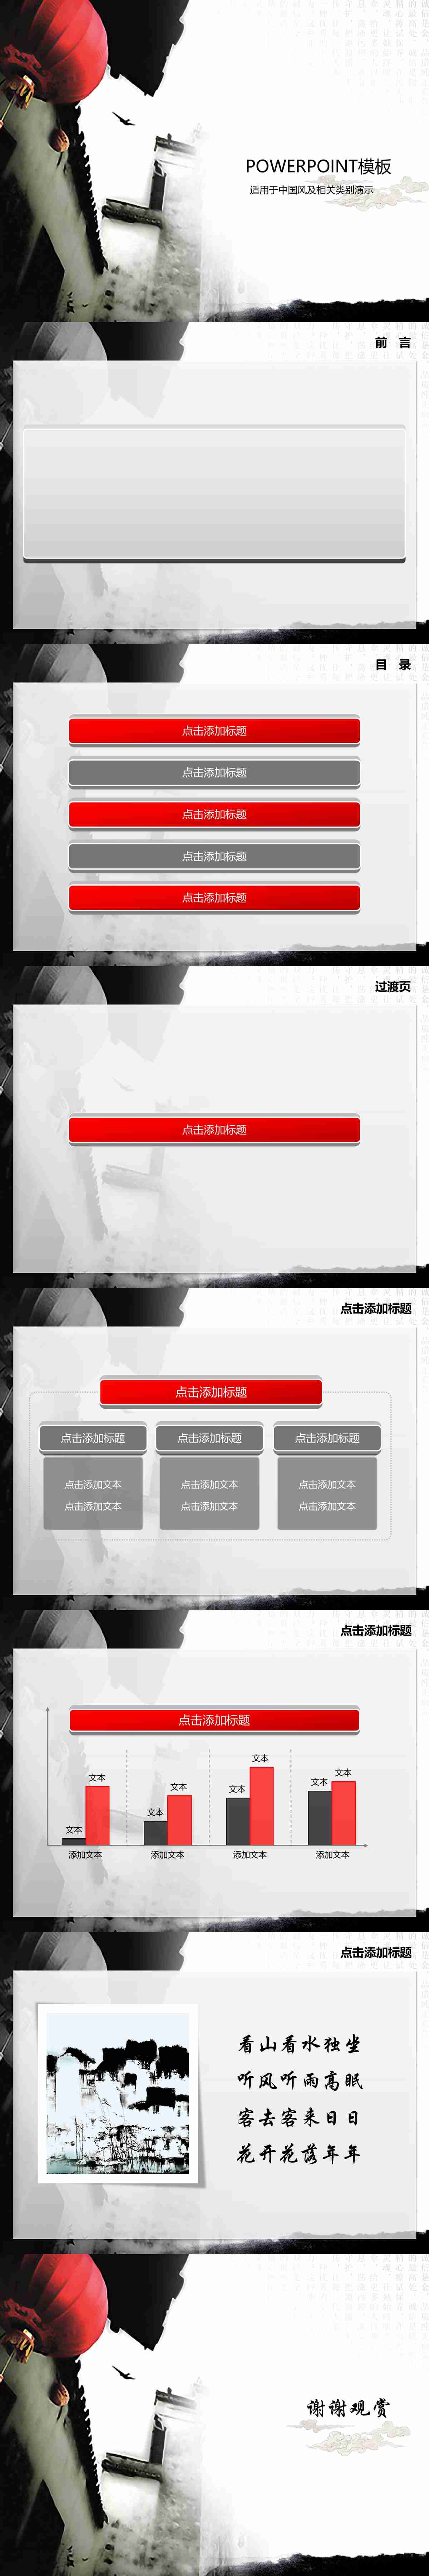 POWERPOINT模板
适用于中国风及相关类别演示
前 言
目 录
点击添加标题
点击添加标题
点击添加标题
点击添加标题
点击添加标题
过渡页
点击添加标题
点击添加标题
点击添加标题
点击添加标题 点击添加标题 点击添加标题
点击添加文本 点击添加文本 点击添加文本
点击添加文本 点击添加文本 点击添加文本
点击添加标题
点击添加标题
文本 文本 文本 文本 文本 文本 文本 文本
添加文本 添加文本 添加文本 添加文本
点击添加标题
看山看水独坐
听风听雨高眠
客去客来日日
花开花落年年
谢谢观赏